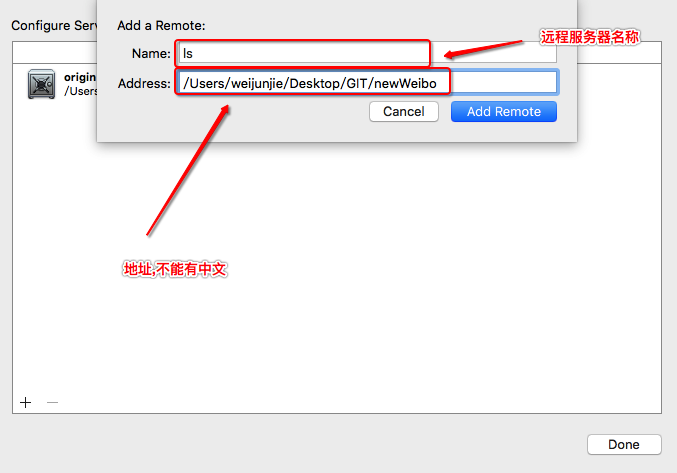 Add a Remote:
Configure Serv
Name: ls
远程服务器名称
origin
/Users
Address: /Users/weijunjie/Desktop/GIT/newWeibo
Cancel
Add Remote
地址,不能有中文
Done